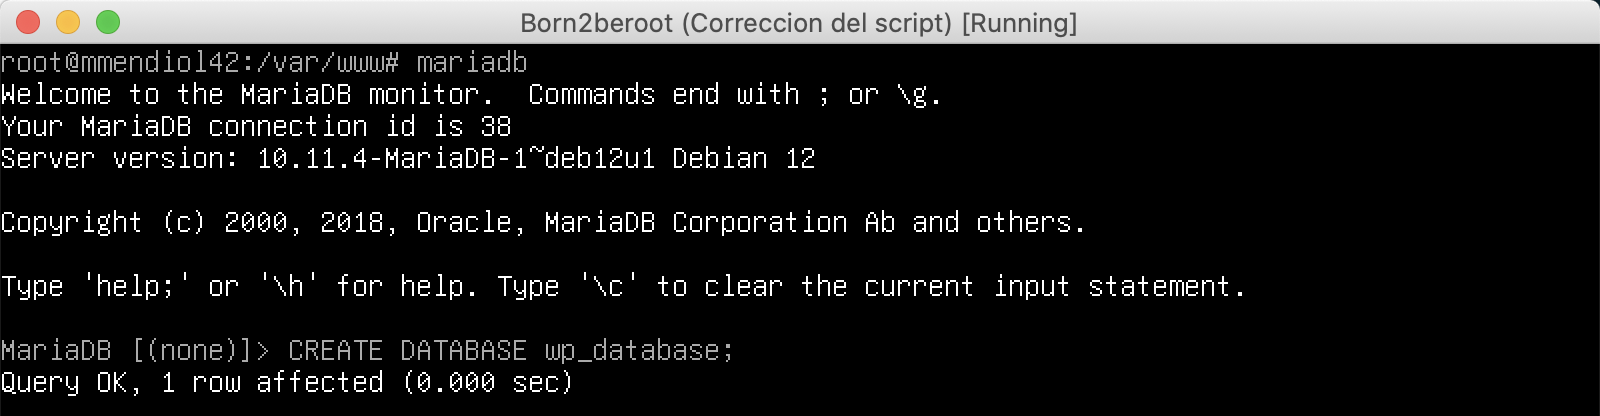 Born2beroot (Correccion del script) [Running]
root@mmendiol42:/var/www# mariadb
Welcome to the MariaDB monitor.  Commands end with ; or \g.
Your MariaDB connection id is 38
Server version: 10.11.4-MariaDB-1~deb12u1 Debian 12
Copyright (c) 2000, 2018, Oracle, MariaDB Corporation Ab and others.
Type 'help;' or '\h' for help. Type '\c' to clear the current input statement.
MariaDB [(none)]> CREATE DATABASE wp_database;
Query OK, 1 row affected (0.000 sec)